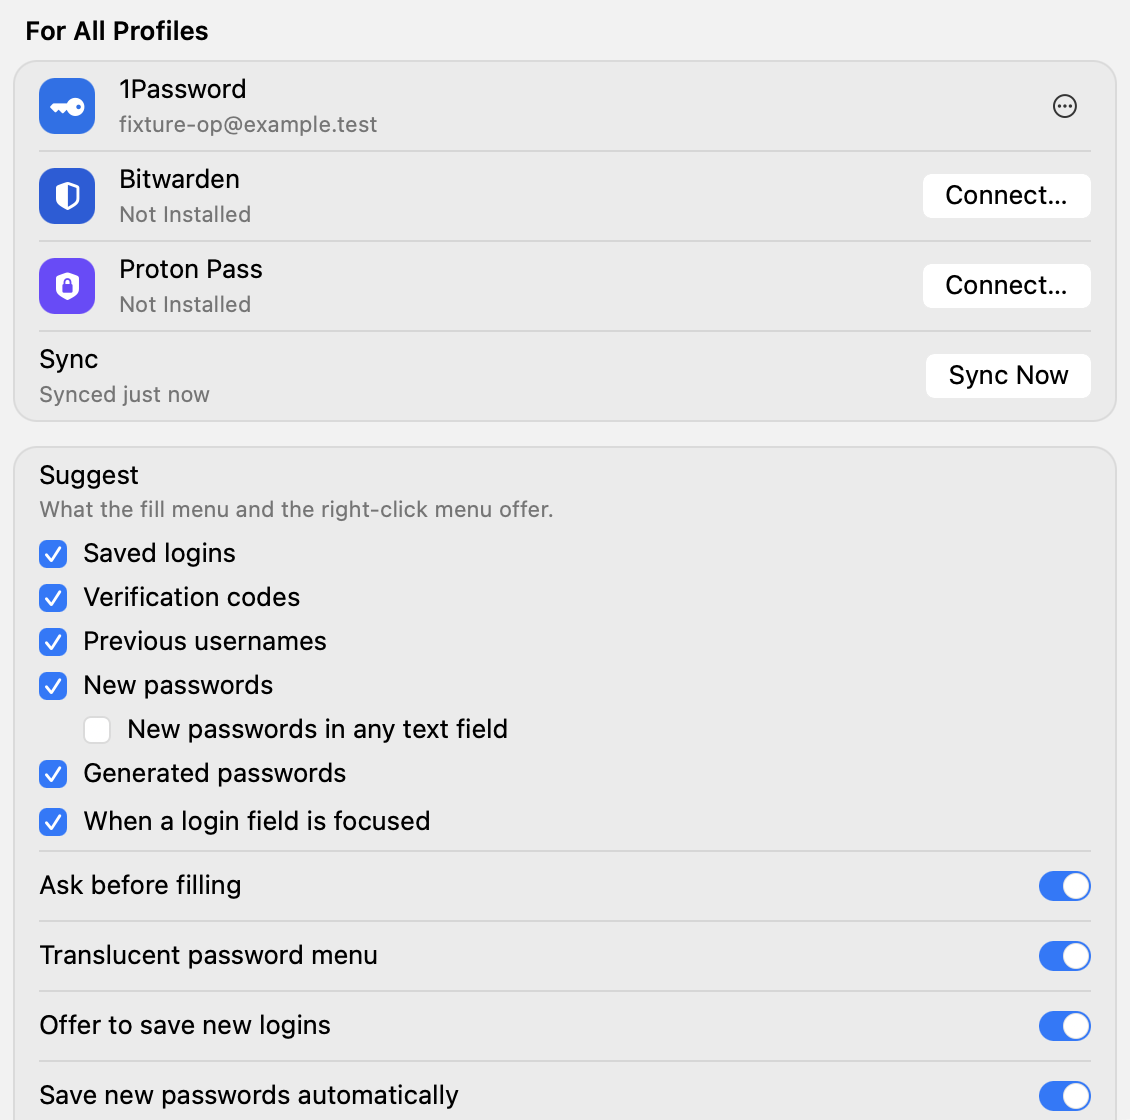 For All Profiles
1Password
fixture-op@example.test
Bitwarden
Not Installed
Connect...
Proton Pass
Not Installed
Connect...
Sync
Synced just now
Sync Now
Suggest
What the fill menu and the right-click menu offer.
Saved logins
Verification codes
Previous usernames
New passwords
New passwords in any text field
Generated passwords
When a login field is focused
Ask before filling
Translucent password menu
Offer to save new logins
Save new passwords automatically